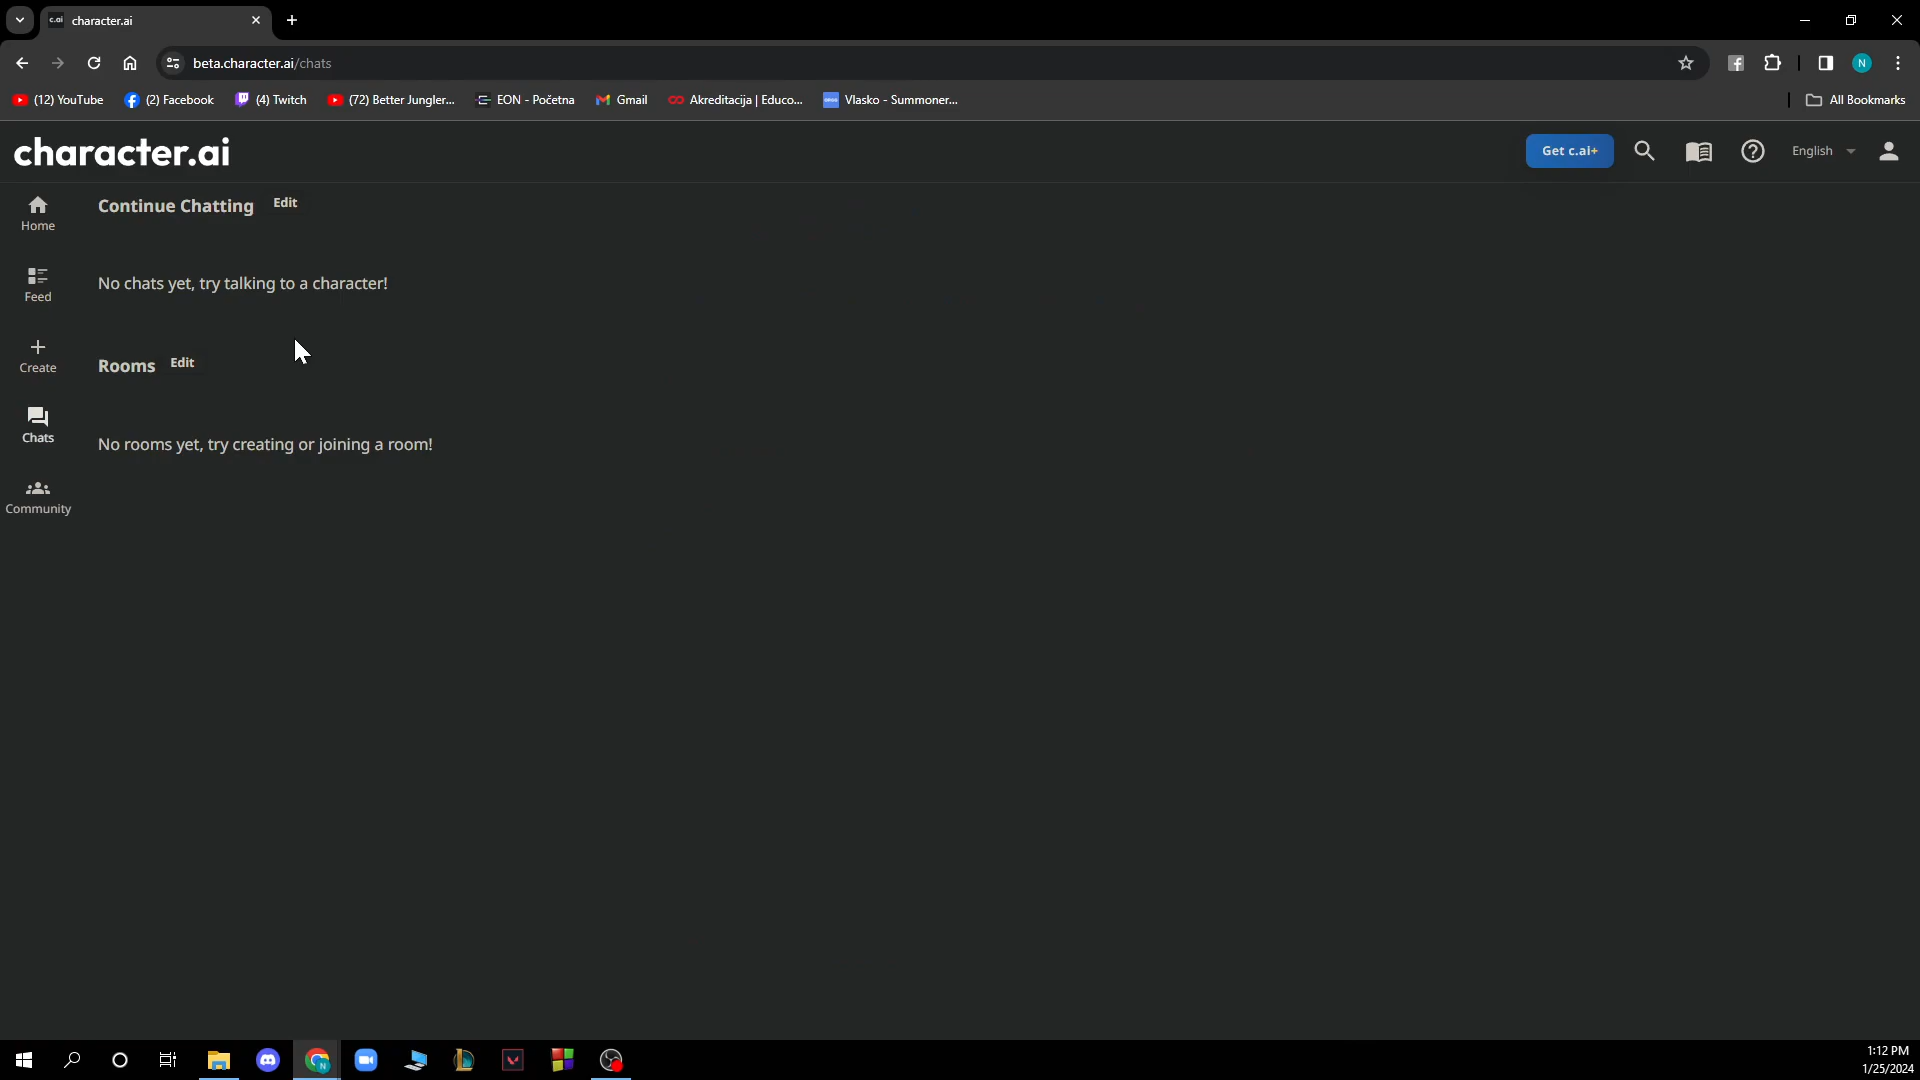 c.ai character.ai
beta.character.ai/chats
N
(12) YouTube (2) Facebook (4) Twitch (72) Better Jungler... EON - Početna Gmail Akreditacija | Educo... Vlasko - Summoner... All Bookmarks
character.ai
Get c.ai+
English
Home
Continue Chatting Edit
No chats yet, try talking to a character!
Feed
Create
Rooms Edit
Chats
No rooms yet, try creating or joining a room!
Community
1:12 PM
1/25/2024